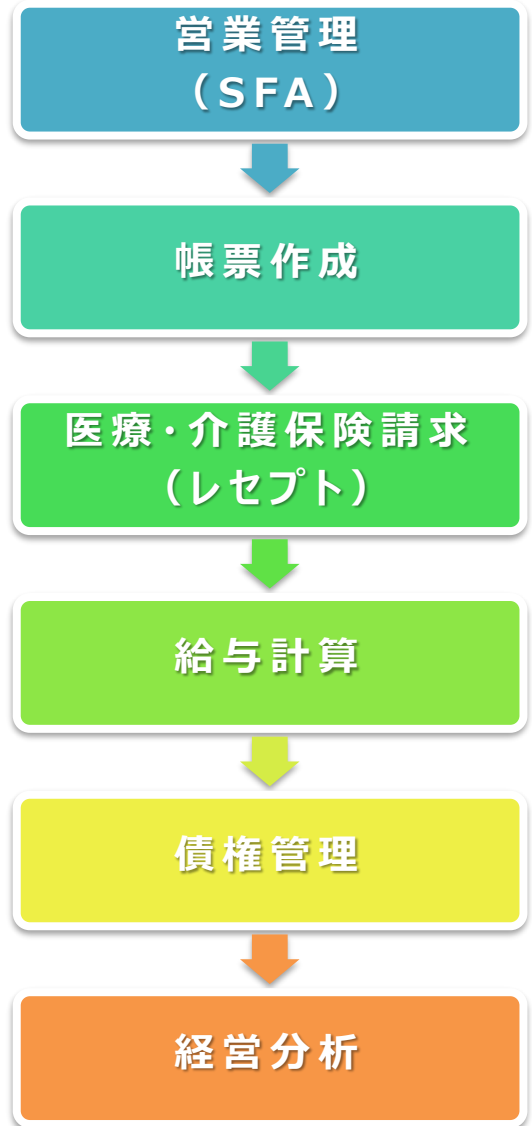 営業管理
（SFA）
帳票作成
医療・介護保険請求
（レセプト）
給与計算
債権管理
経営分析